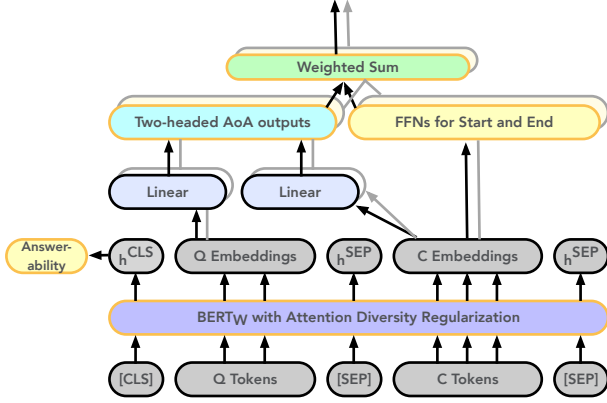 Weighted Sum
Two-headed AoA outputs
FFNs for Start and End
Linear
Linear
Answer-
ability
h^CLS
Q Embeddings
h^SEP
C Embeddings
h^SEP
BERTW with Attention Diversity Regularization
[CLS]
Q Tokens
[SEP]
C Tokens
[SEP]